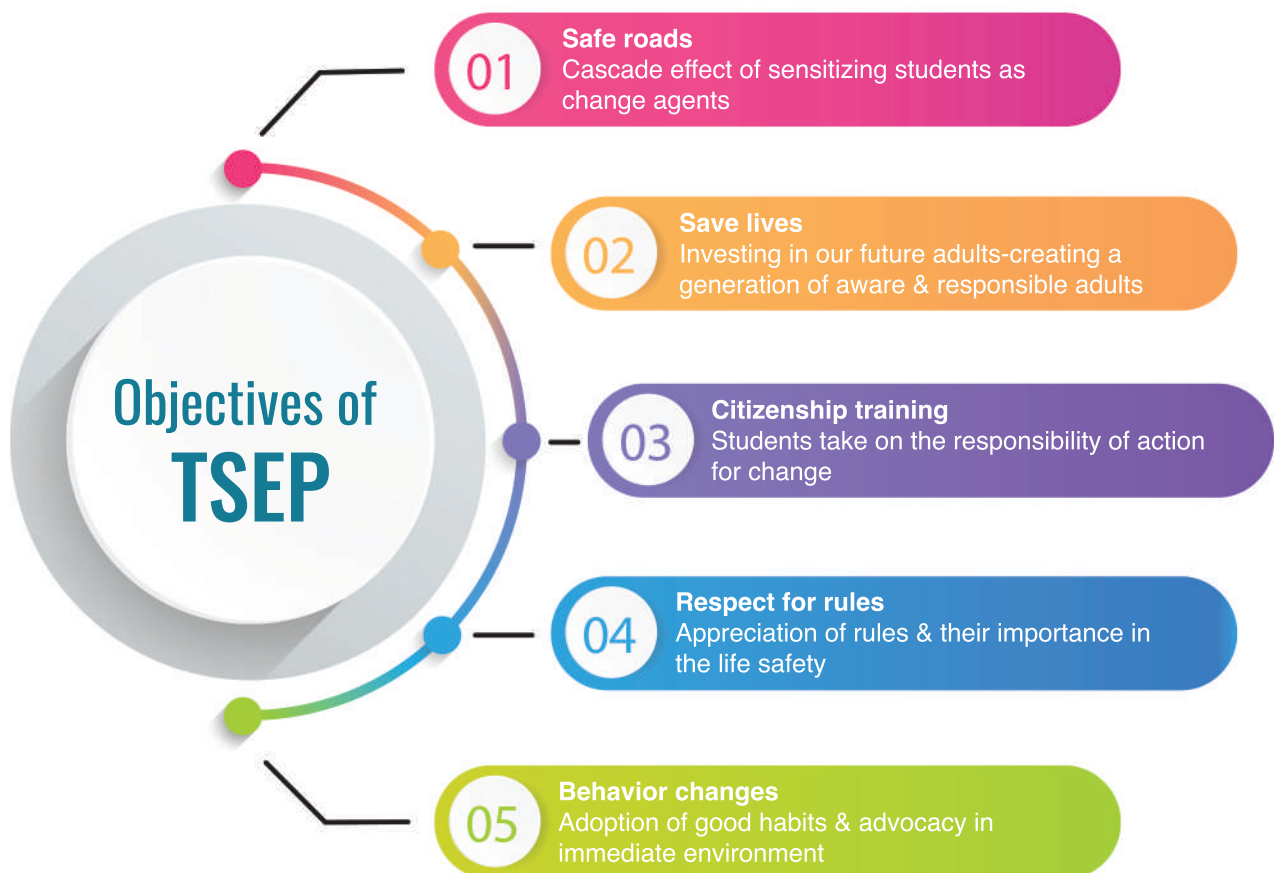 Objectives of
TSEP
01
Safe roads
Cascade effect of sensitizing students as
change agents
02
Save lives
Investing in our future adults-creating a
generation of aware & responsible adults
03
Citizenship training
Students take on the responsibility of action
for change
04
Respect for rules
Appreciation of rules & their importance in
the life safety
05
Behavior changes
Adoption of good habits & advocacy in
immediate environment